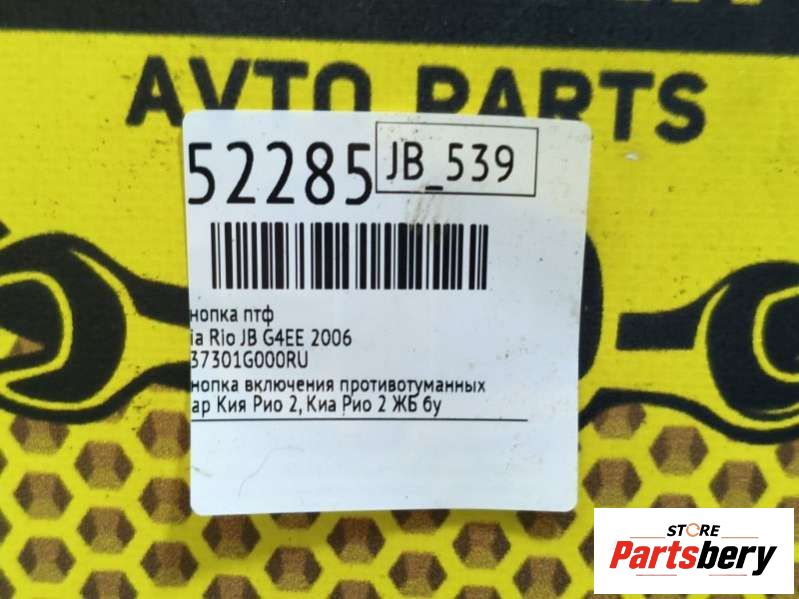 AVTO PARTS
52285
JB_539
нопка птф
ia Rio JB G4EE 2006
37301G000RU
нопка включения противотуманных
ар Кия Рио 2, Киа Рио 2 ЖБ бу
STORE
Partsbery